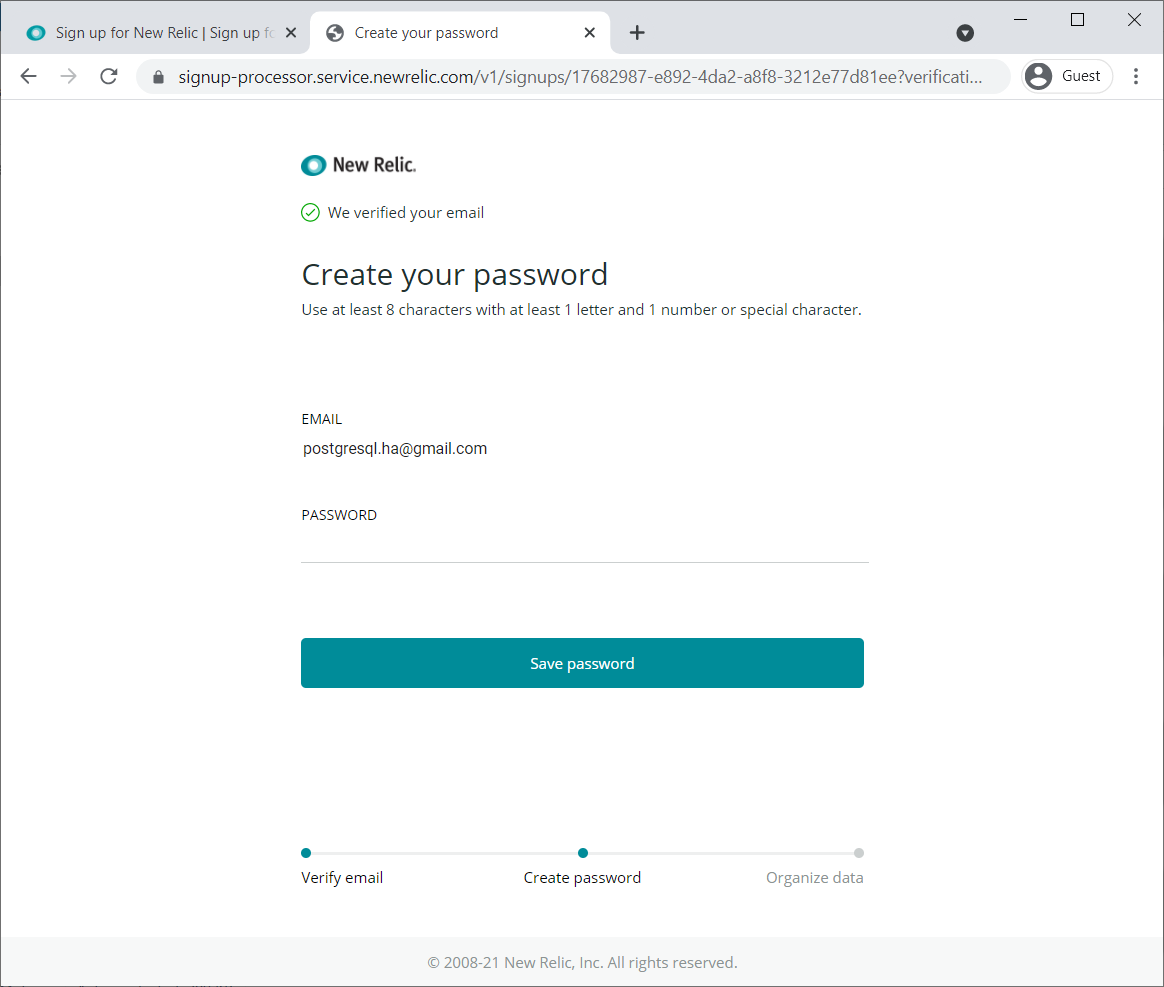 Sign up for New Relic | Sign up fo
Create your password
signup-processor.service.newrelic.com/v1/signups/17682987-e892-4da2-a8f8-3212e77d81ee?verificati...
Guest
New Relic.
We verified your email
Create your password
Use at least 8 characters with at least 1 letter and 1 number or special character.
EMAIL
postgresql.ha@gmail.com
PASSWORD
Save password
Verify email
Create password
Organize data
© 2008-21 New Relic, Inc. All rights reserved.